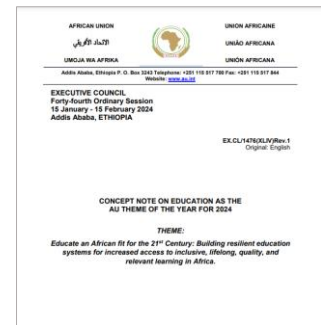 AFRICAN UNION
UNION AFRICAINE
الاتحاد الأفريقي
UNIÃO AFRICANA
UMOJA WA AFRIKA
UNIÓN AFRICANA
Addis Ababa, Ethiopia P. O. Box 3243 Telephone: +251 115 517 700 Fax: +251 115 517 844
Website: www.au.int
EXECUTIVE COUNCIL
Forty-fourth Ordinary Session
15 January - 15 February 2024
Addis Ababa, ETHIOPIA
EX.CL/1476(XLIV)Rev.1
Original: English
CONCEPT NOTE ON EDUCATION AS THE
AU THEME OF THE YEAR FOR 2024
THEME:
Educate an African fit for the 21st Century: Building resilient education
systems for increased access to inclusive, lifelong, quality, and
relevant learning in Africa.